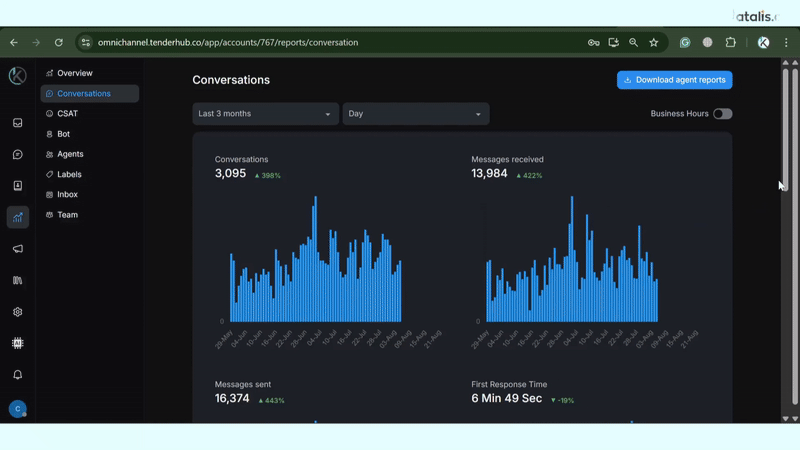 atalis.
omnichannel.tenderhub.co/app/accounts/767/reports/conversation
Overview
Conversations
CSAT
Bot
Agents
Labels
Inbox
Team
Conversations
Download agent reports
Last 3 months
Day
Business Hours
Conversations
3,095 398%
0
29-May 04-Jun 10-Jun 16-Jun 22-Jun 28-Jun 04-Jul 10-Jul 16-Jul 22-Jul 28-Jul 03-Aug 09-Aug 15-Aug 21-Aug
Messages received
13,984 422%
0
29-May 04-Jun 10-Jun 16-Jun 22-Jun 28-Jun 04-Jul 10-Jul 16-Jul 22-Jul 28-Jul 03-Aug 09-Aug 15-Aug 21-Aug
Messages sent
16,374 443%
First Response Time
6 Min 49 Sec -19%
AI
C